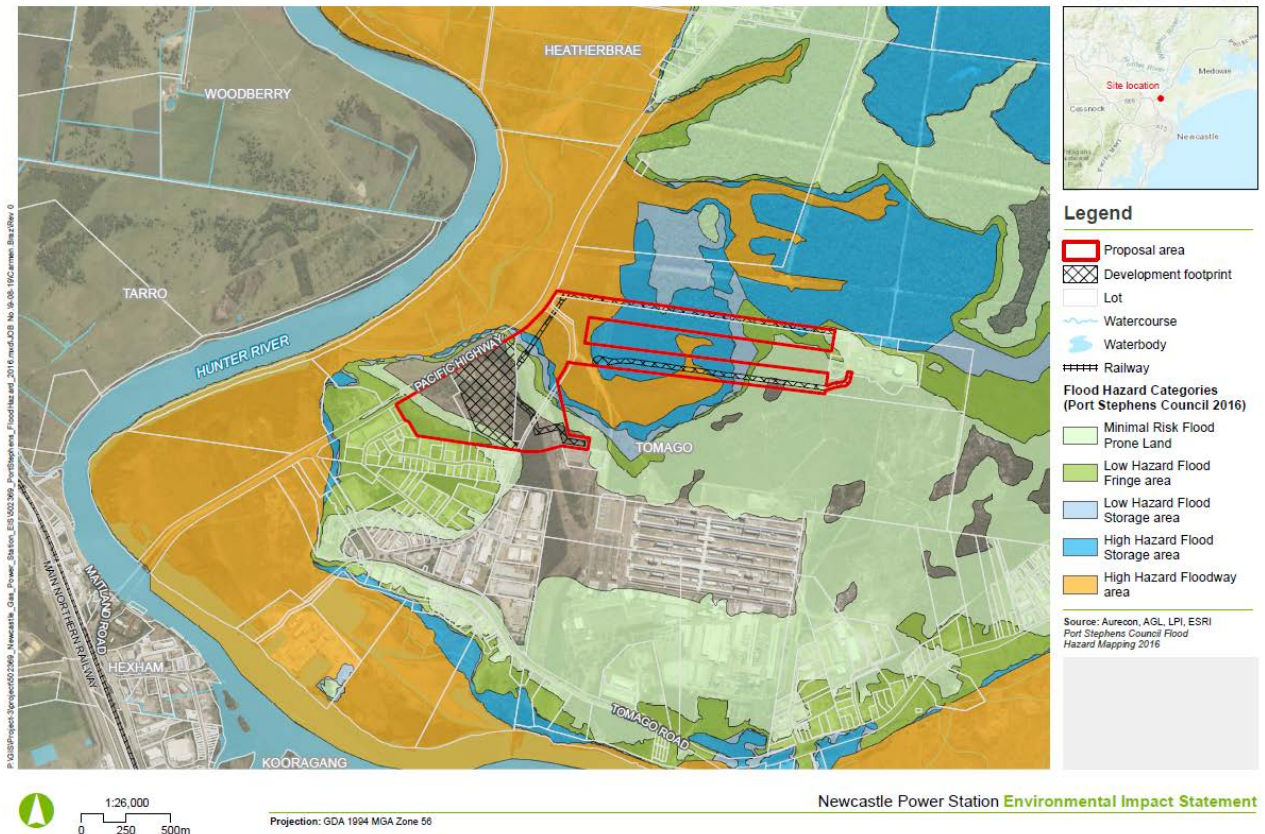 HEATHERBRAE
WOODBERRY
TARRO
HUNTER RIVER
PACIFIC HIGHWAY
TOMAGO
MAITLAND ROAD
MAIN NORTHERN RAILWAY
HEXHAM
TOMAGO ROAD
KOORAGANG
Site location
Medowie
Cessnock
Newcastle
Legend
Proposal area
Development footprint
Lot
Watercourse
Waterbody
Railway
Flood Hazard Categories
(Port Stephens Council 2016)
Minimal Risk Flood
Prone Land
Low Hazard Flood
Fringe area
Low Hazard Flood
Storage area
High Hazard Flood
Storage area
High Hazard Floodway
area
Source: Aurecon, AGL, LPI, ESRI
Port Stephens Council Flood
Hazard Mapping 2016
1:26,000
0 250 500m
Projection: GDA 1994 MGA Zone 56
Newcastle Power Station Environmental Impact Statement